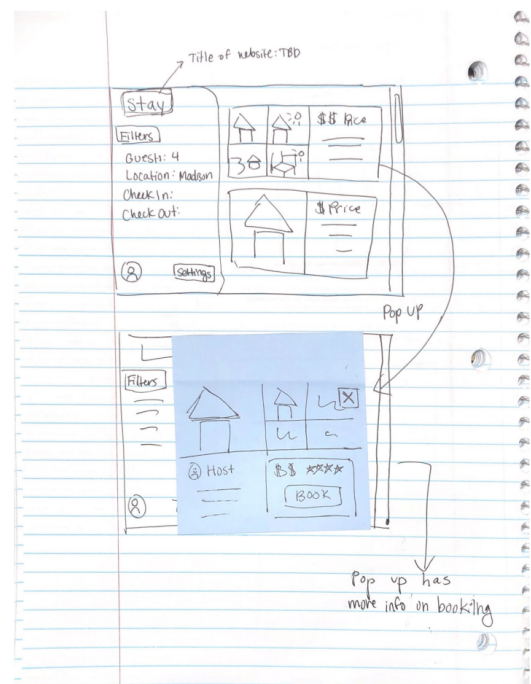 Title of website: TBD
Stay
Filters
Guests: 4
Location: Madison
Check In:
Check Out:
Settings
$$ Price
$ Price
Pop up
Filters
Host
$$
BOOK
Pop up has
more info on booking